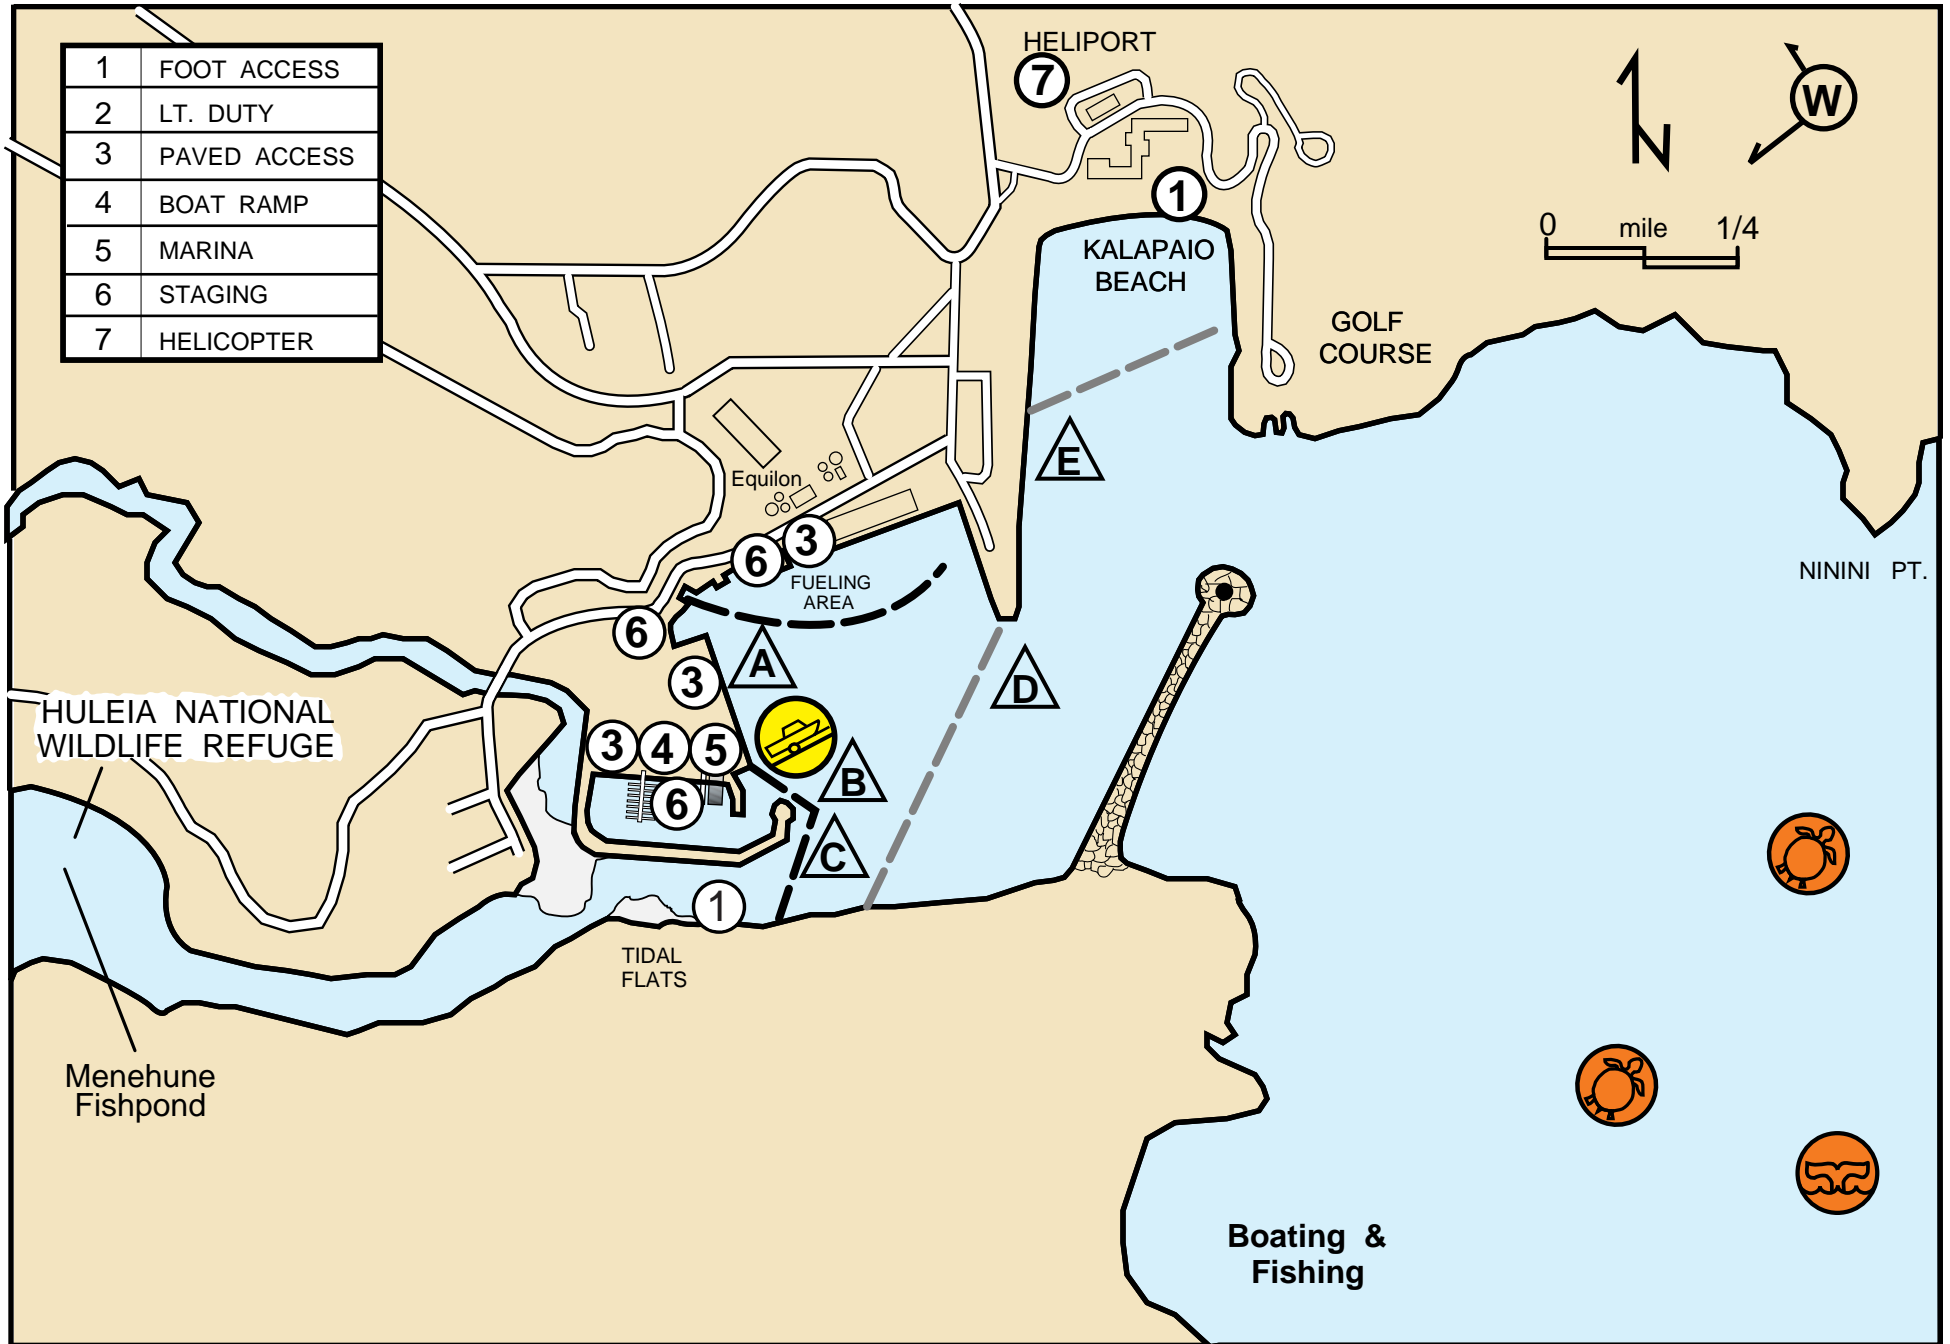 1 FOOT ACCESS
2 LT. DUTY
3 PAVED ACCESS
4 BOAT RAMP
5 MARINA
6 STAGING
7 HELICOPTER
HELIPORT
7
W
N
1
0 mile 1/4
KALAPAIO
BEACH
GOLF
COURSE
E
Equilon
3
6
FUELING
AREA
NININI PT.
6
A
3
D
HULEIA NATIONAL
WILDLIFE REFUGE
3 4 5
B
6
C
1
TIDAL
FLATS
Menehune
Fishpond
Boating &
Fishing